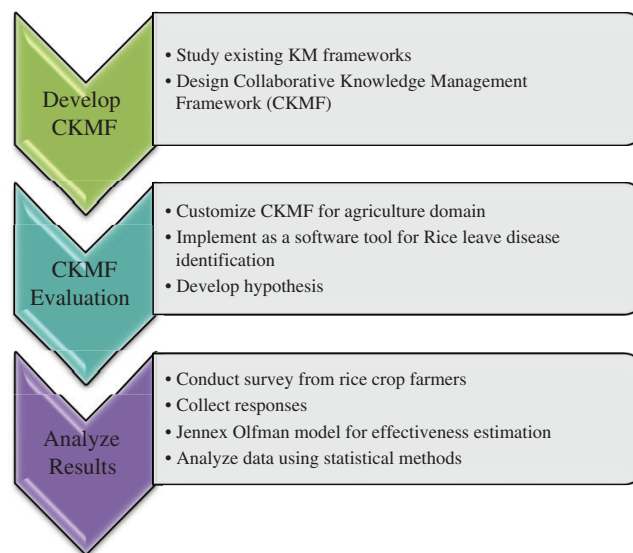 Develop
CKMF
• Study existing KM frameworks
• Design Collaborative Knowledge Management
Framework (CKMF)
CKMF
Evaluation
• Customize CKMF for agriculture domain
• Implement as a software tool for Rice leave disease
identification
• Develop hypothesis
Analyze
Results
• Conduct survey from rice crop farmers
• Collect responses
• Jennex Olfman model for effectiveness estimation
• Analyze data using statistical methods